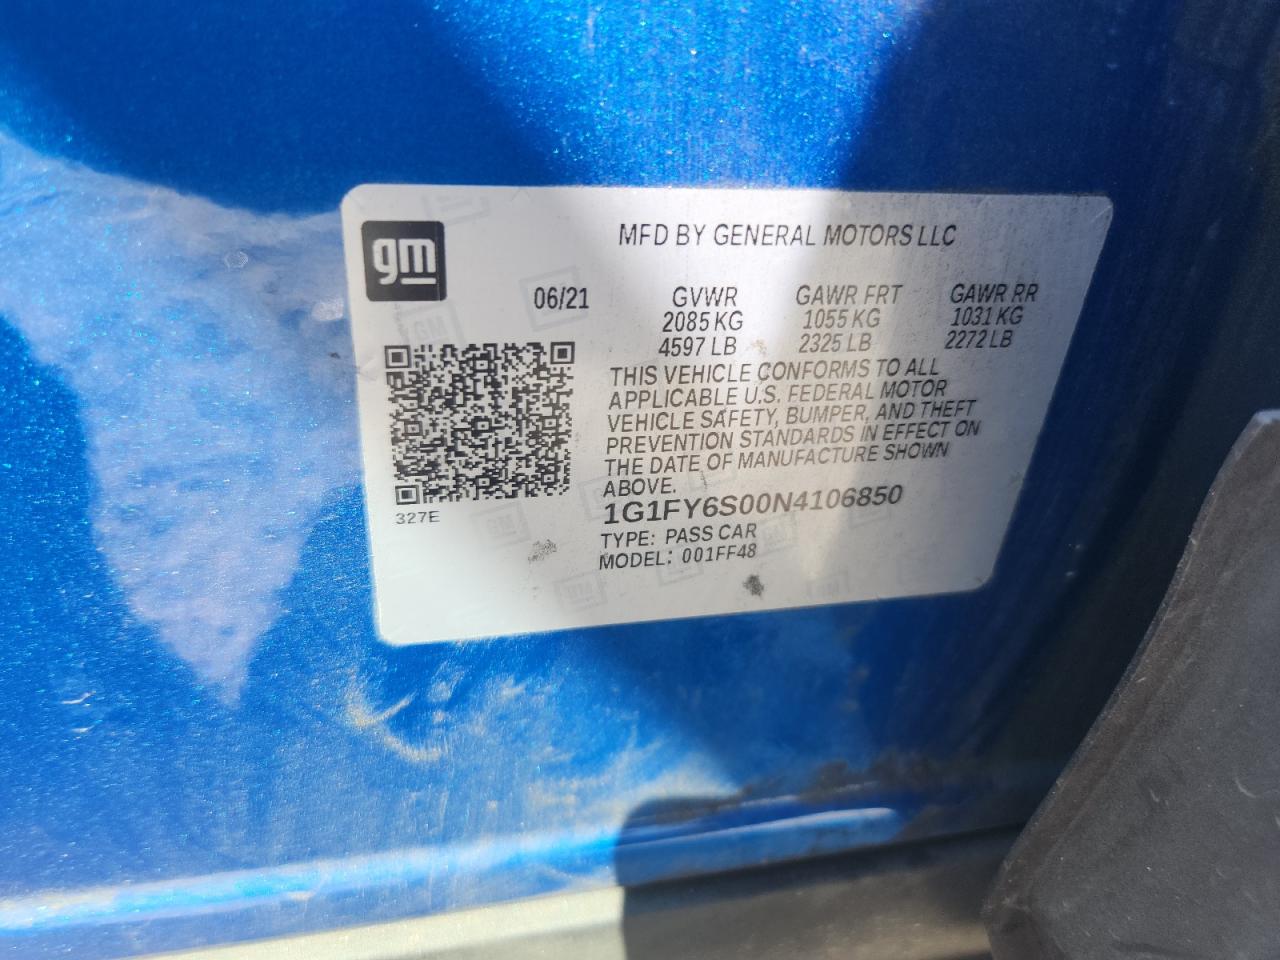 gm
MFD BY GENERAL MOTORS LLC
06/21 GVWR GAWR FRT GAWR RR
2085 KG 1055 KG 1031 KG
4597 LB 2325 LB 2272 LB
THIS VEHICLE CONFORMS TO ALL
APPLICABLE U.S. FEDERAL MOTOR
VEHICLE SAFETY, BUMPER, AND THEFT
PREVENTION STANDARDS IN EFFECT ON
THE DATE OF MANUFACTURE SHOWN
ABOVE.
327E
1G1FY6S00N4106850
TYPE: PASS CAR
MODEL: 001FF48